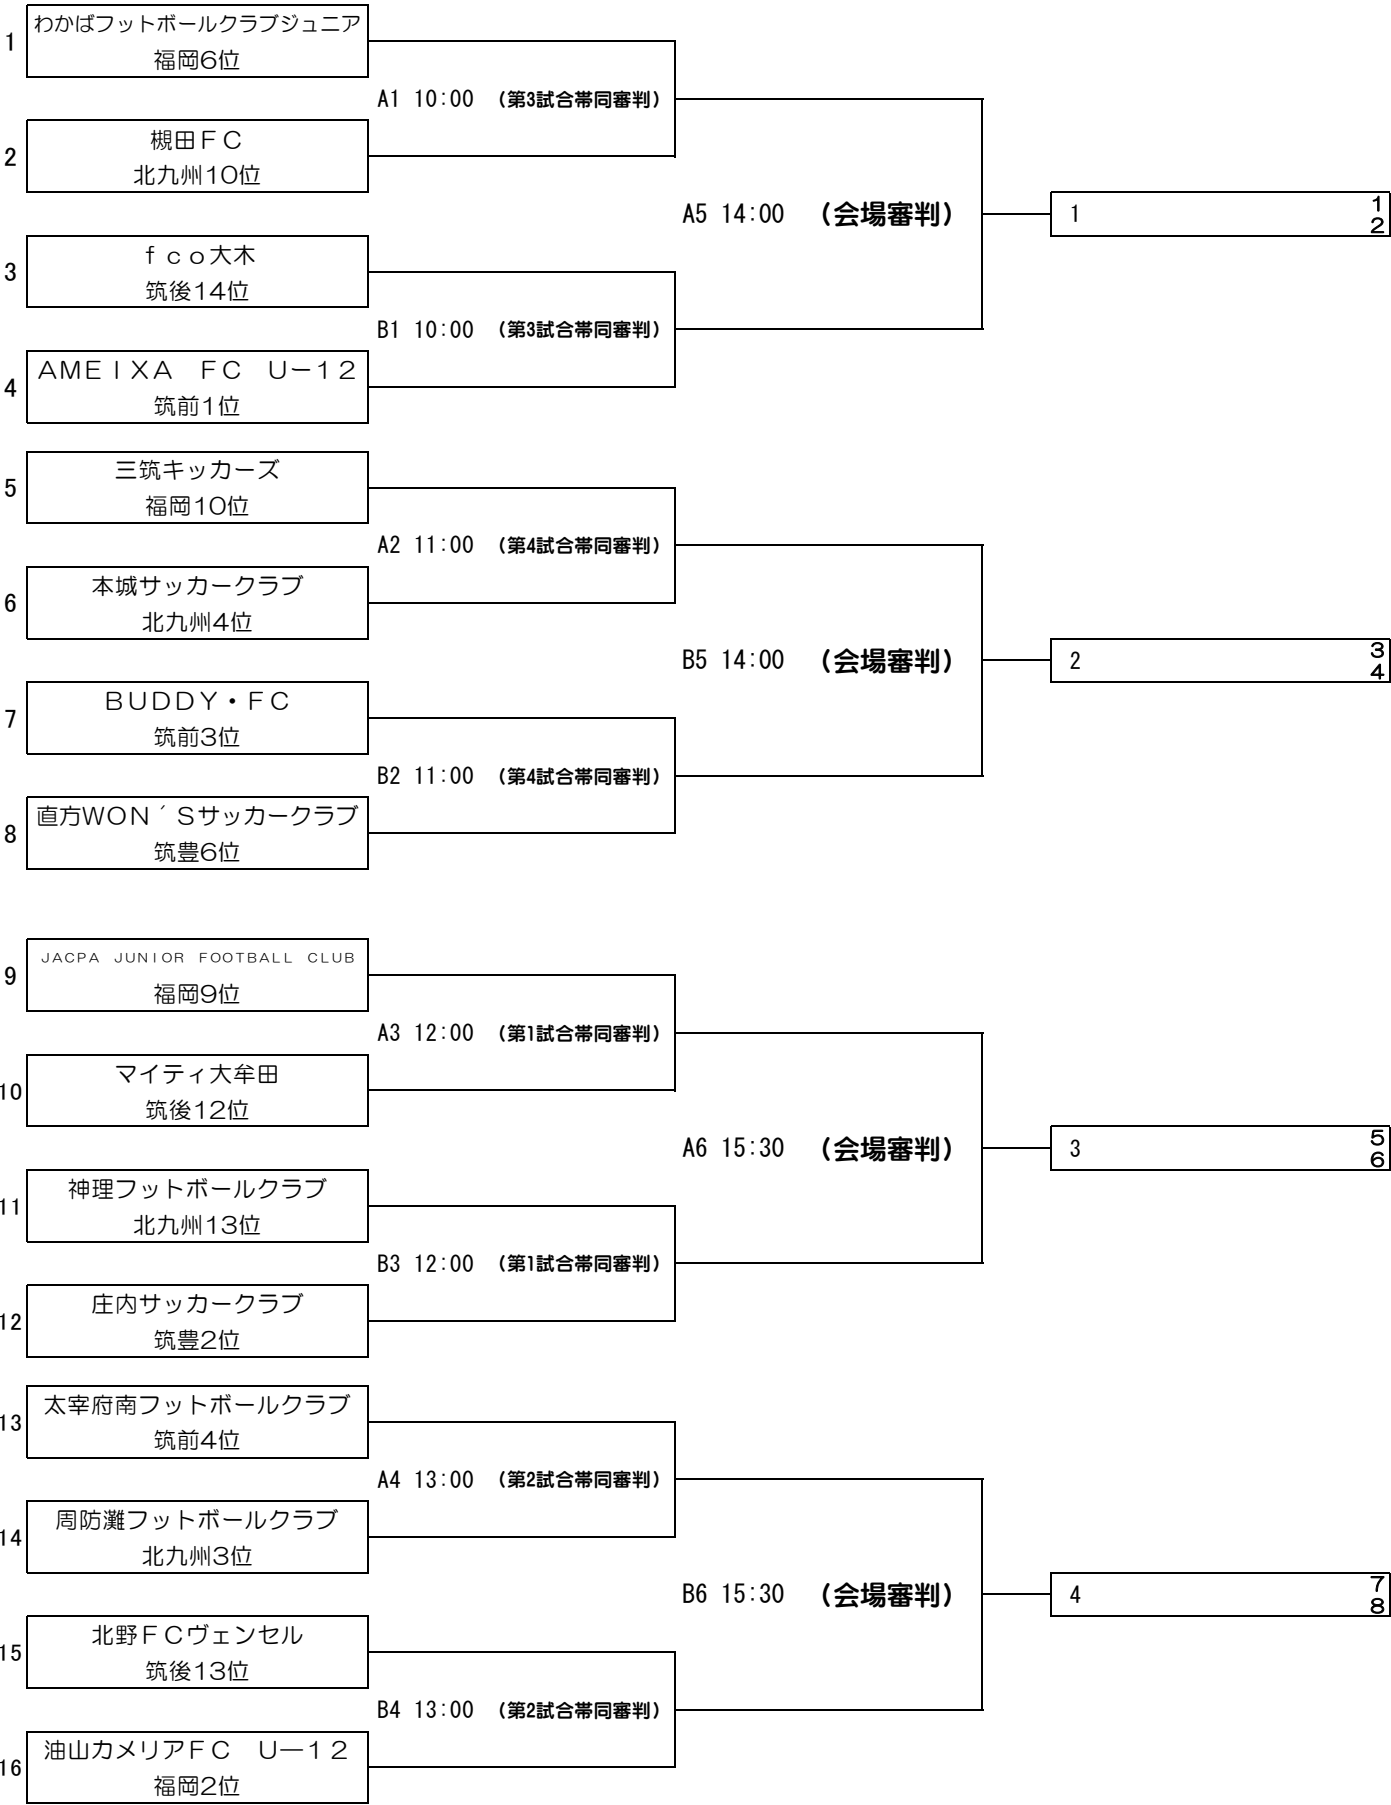 1
わかばフットボールクラブジュニア
福岡6位
A1 10:00 （第3試合帯同審判）
2
槻田ＦＣ
北九州10位
A5 14:00 （会場審判）
1
1
2
3
ｆｃｏ大木
筑後14位
B1 10:00 （第3試合帯同審判）
4
ＡＭＥＩＸＡ　ＦＣ　Ｕ－１２
筑前1位
5
三筑キッカーズ
福岡10位
A2 11:00 （第4試合帯同審判）
6
本城サッカークラブ
北九州4位
B5 14:00 （会場審判）
2
3
4
7
ＢＵＤＤＹ・ＦＣ
筑前3位
B2 11:00 （第4試合帯同審判）
8
直方WON´Ｓサッカークラブ
筑豊6位
9
ＪＡＣＰＡ　ＪＵＮＩＯＲ　ＦＯＯＴＢＡＬＬ　ＣＬＵＢ
福岡9位
A3 12:00 （第1試合帯同審判）
10
マイティ大牟田
筑後12位
A6 15:30 （会場審判）
3
5
6
11
神理フットボールクラブ
北九州13位
B3 12:00 （第1試合帯同審判）
12
庄内サッカークラブ
筑豊2位
13
太宰府南フットボールクラブ
筑前4位
A4 13:00 （第2試合帯同審判）
14
周防灘フットボールクラブ
北九州3位
B6 15:30 （会場審判）
4
7
8
15
北野ＦＣヴェンセル
筑後13位
B4 13:00 （第2試合帯同審判）
16
油山カメリアＦＣ　Ｕ―１２
福岡2位